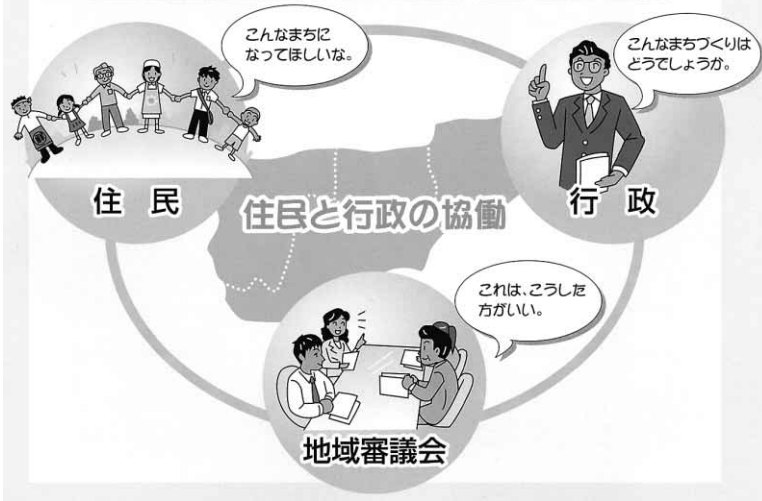 こんなまちに
なってほしいな。
こんなまちづくりは
どうでしょうか。
住 民
住民と行政の協働
行 政
これは、こうした
方がいい。
地域審議会